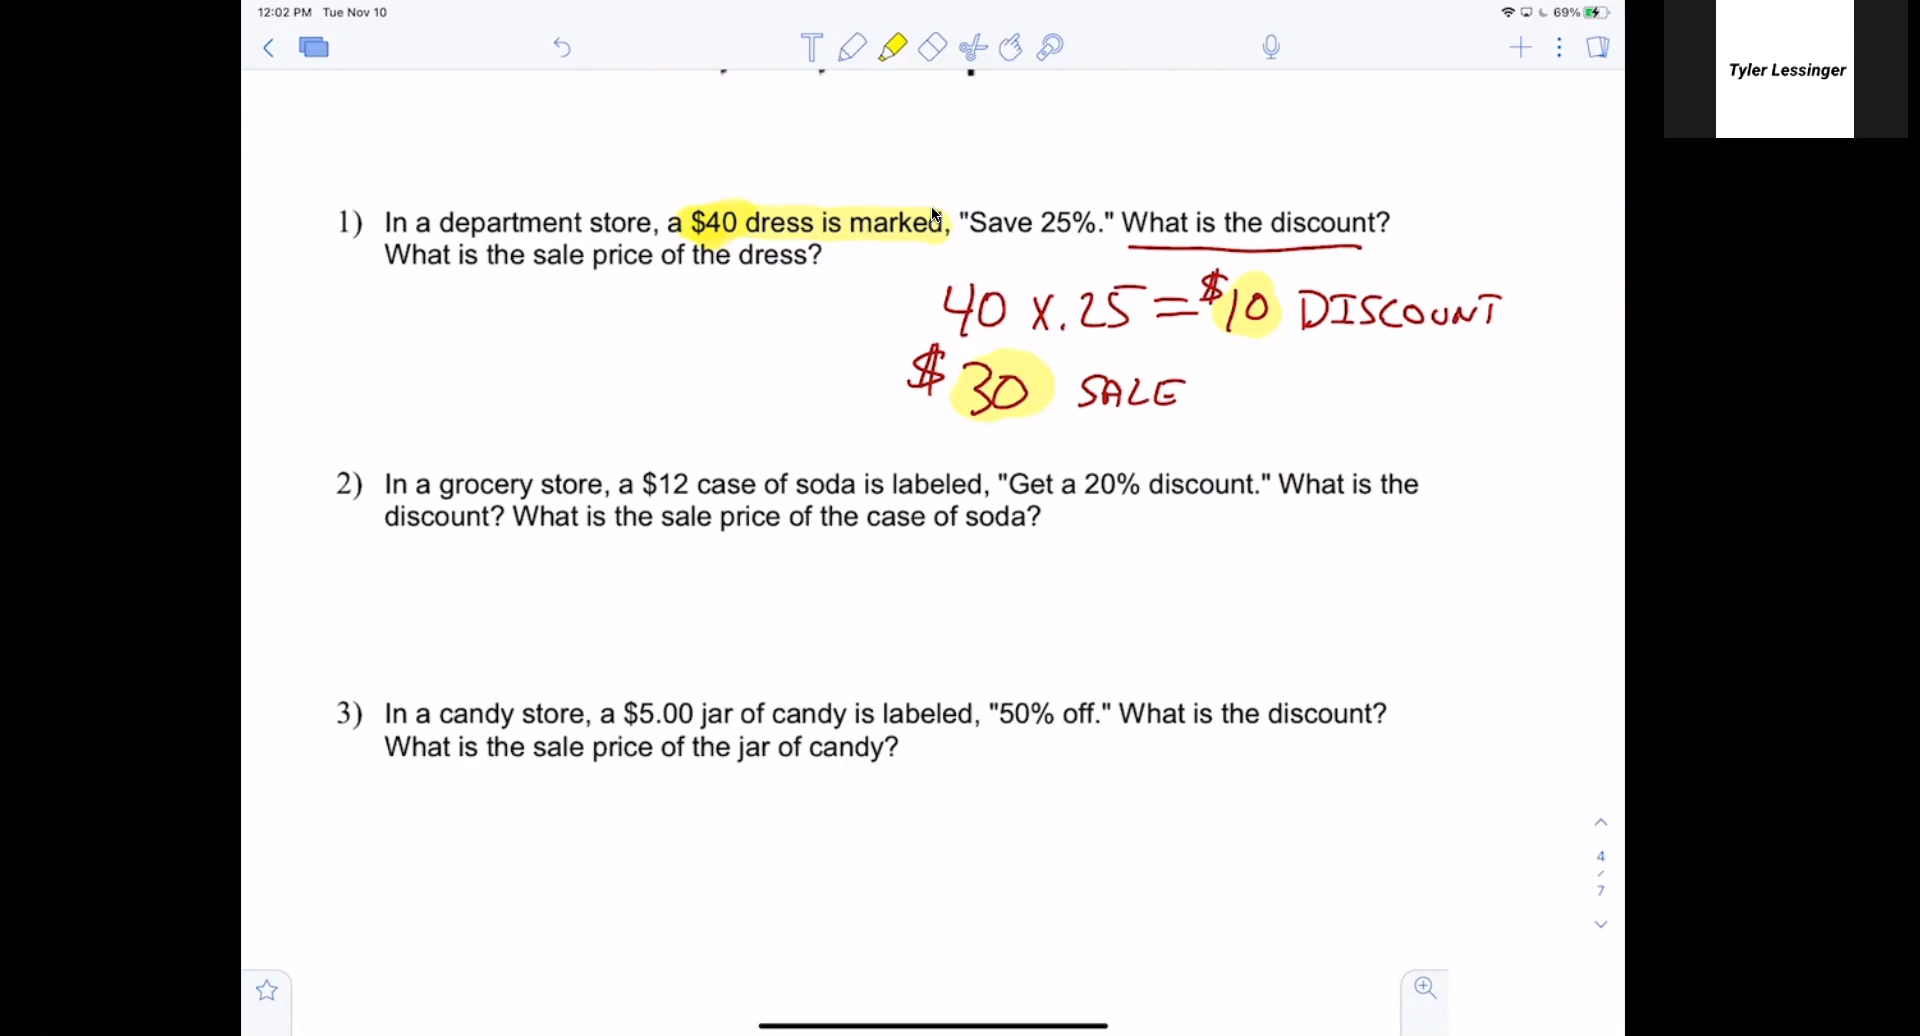 12:02 PM Tue Nov 10
69%
Tyler Lessinger
1) In a department store, a $40 dress is marked, "Save 25%." What is the discount?
What is the sale price of the dress?
40 x .25 = $10 DISCOUNT
$30 SALE
2) In a grocery store, a $12 case of soda is labeled, "Get a 20% discount." What is the
discount? What is the sale price of the case of soda?
3) In a candy store, a $5.00 jar of candy is labeled, "50% off." What is the discount?
What is the sale price of the jar of candy?
4
/
7